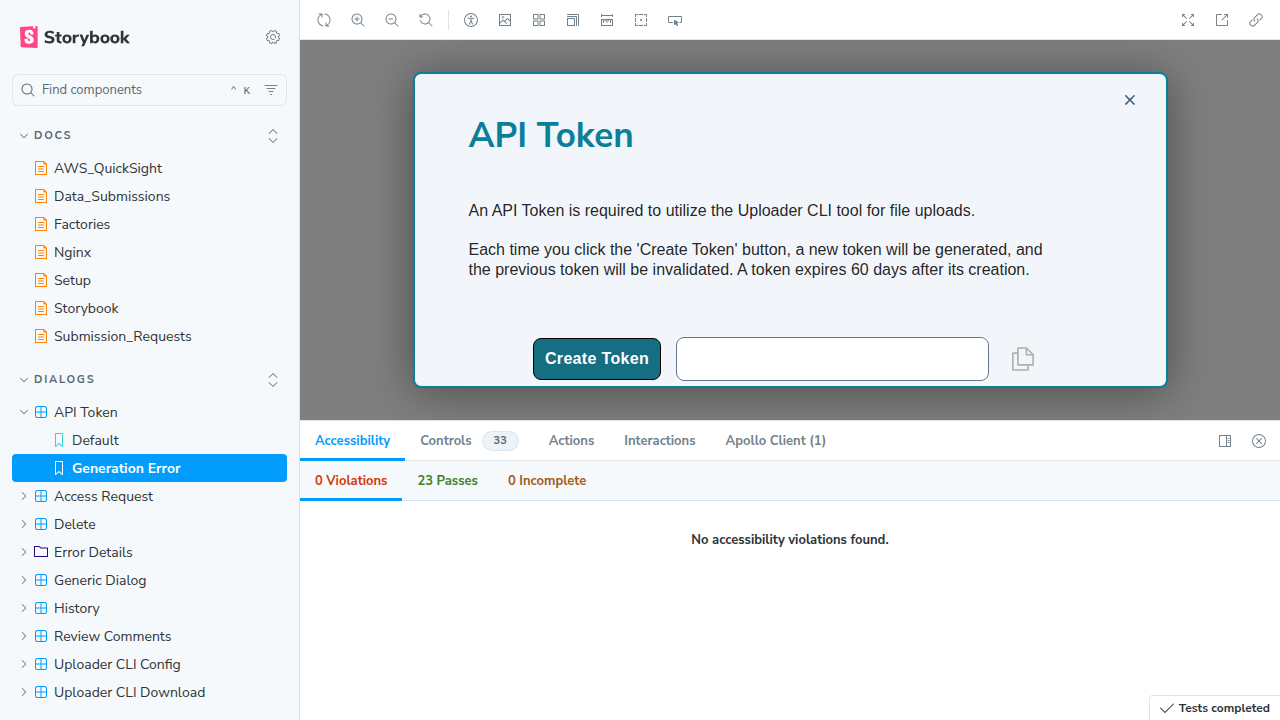 Storybook
Find components
^ K
DOCS
AWS_QuickSight
Data_Submissions
Factories
Nginx
Setup
Storybook
Submission_Requests
DIALOGS
API Token
Default
Generation Error
Access Request
Delete
Error Details
Generic Dialog
History
Review Comments
Uploader CLI Config
Uploader CLI Download
API Token
An API Token is required to utilize the Uploader CLI tool for file uploads.
Each time you click the 'Create Token' button, a new token will be generated, and
the previous token will be invalidated. A token expires 60 days after its creation.
Create Token
Accessibility Controls 33 Actions Interactions Apollo Client (1)
0 Violations 23 Passes 0 Incomplete
No accessibility violations found.
Tests completed